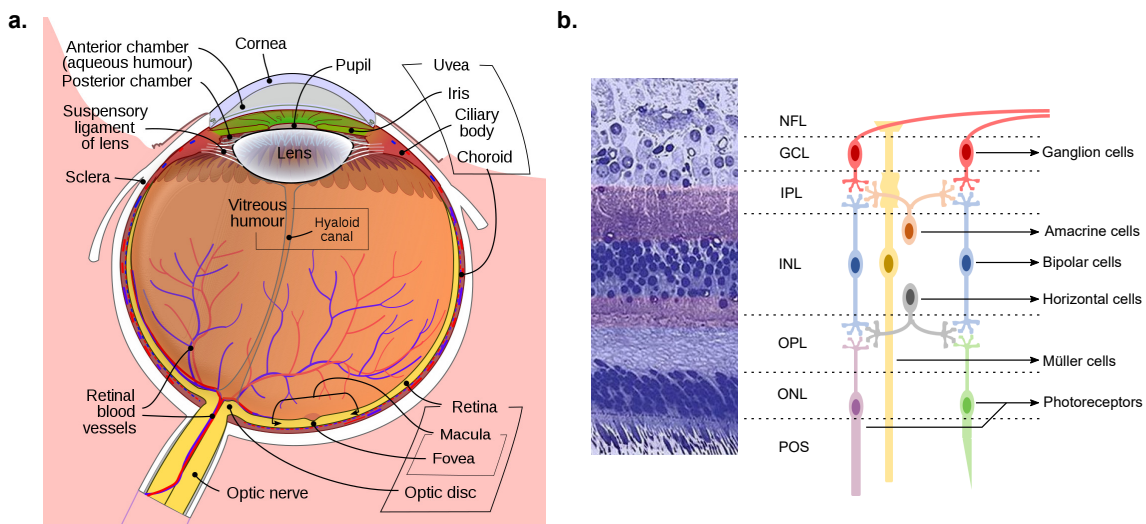 a.
Anterior chamber
(aqueous humour)
Posterior chamber
Suspensory
ligament
of lens
Sclera
Cornea
Pupil
Uvea
Iris
Ciliary
body
Choroid
Lens
Vitreous
humour
Hyaloid
canal
Retinal
blood
vessels
Optic nerve
Retina
Macula
Fovea
Optic disc
b.
NFL
GCL
IPL
INL
OPL
ONL
POS
Ganglion cells
Amacrine cells
Bipolar cells
Horizontal cells
Müller cells
Photoreceptors